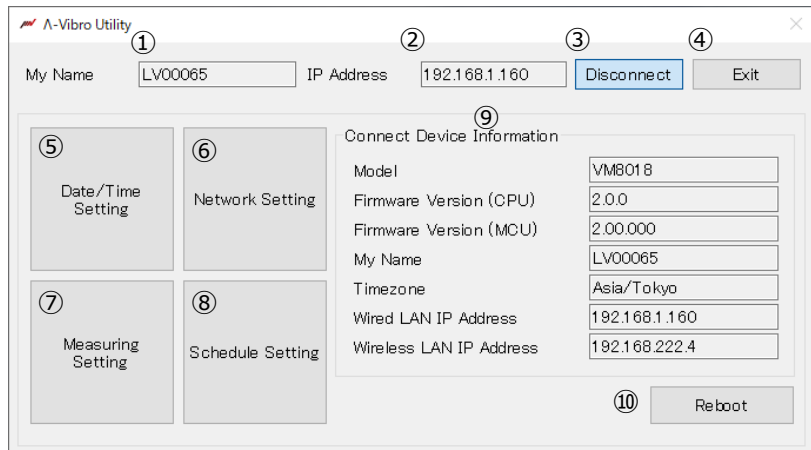 Λ-Vibro Utility
① ② ③ ④
My Name LV00065 IP Address 192.168.1.160 Disconnect Exit
⑤ Date/Time Setting
⑥ Network Setting
⑦ Measuring Setting
⑧ Schedule Setting
⑨
Connect Device Information
Model VM8018
Firmware Version (CPU) 2.0.0
Firmware Version (MCU) 2.00.000
My Name LV00065
Timezone Asia/Tokyo
Wired LAN IP Address 192.168.1.160
Wireless LAN IP Address 192.168.222.4
⑩ Reboot